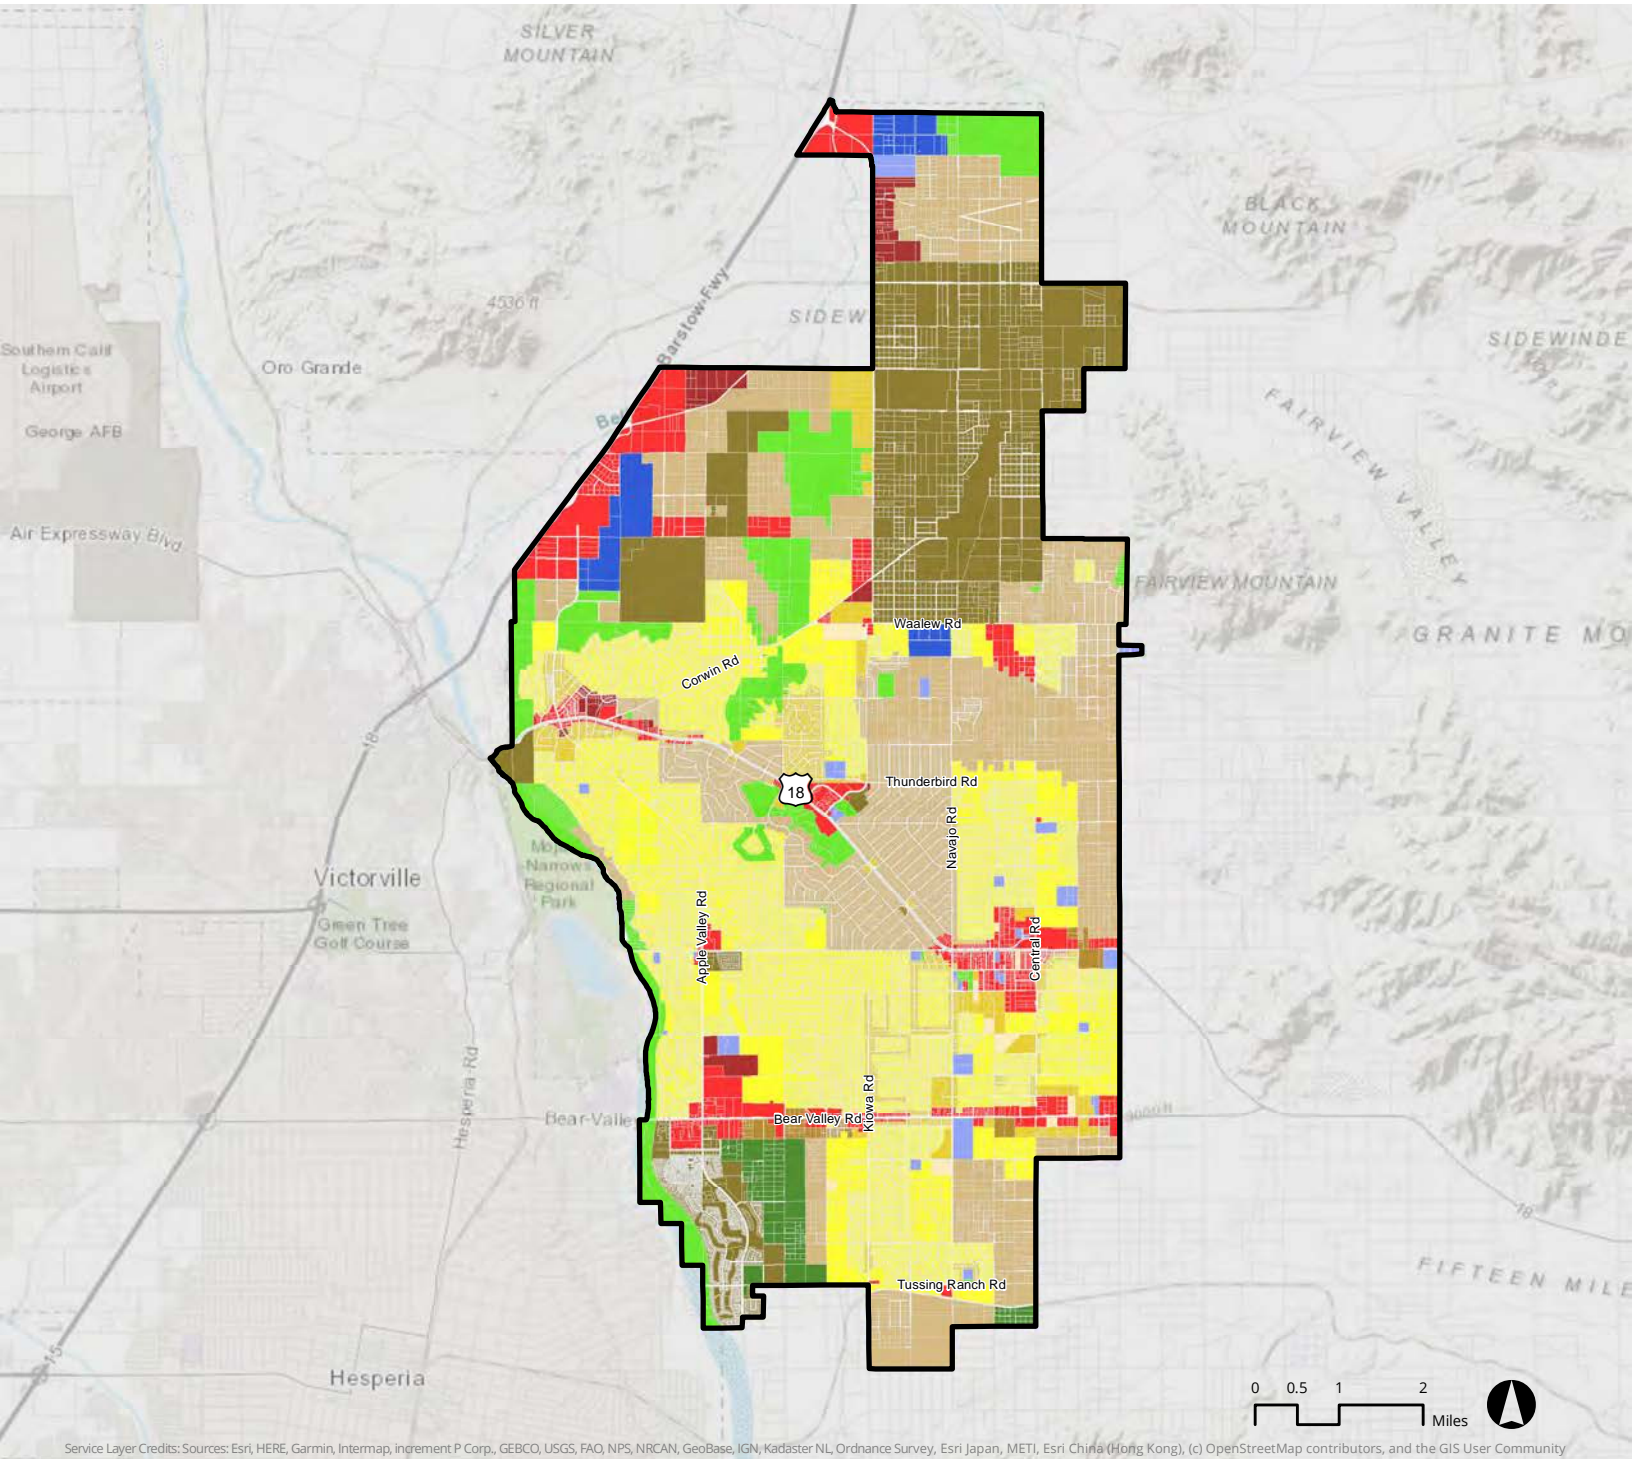 SILVER
MOUNTAIN
BLACK
MOUNTAIN
4536 ft
Barstow-Fwy
SIDEW
SIDEWINDE
Southern Calif
Logistics
Airport
Oro Grande
Bel
George AFB
FAIRVIEW VALLEY
Air Expressway Blvd
FAIRVIEW MOUNTAIN
Waalew Rd
GRANITE MO
Corwin Rd
18
Thunderbird Rd
18
Navajo Rd
Moj
Narrows
Regional
Park
Victorville
Green Tree
Golf Course
Apple Valley Rd
Central Rd
Hesperia-Rd
Kiowa Rd
Bear-Valle
Bear Valley Rd
3000 ft
18
FIFTEEN MILE
Tussing Ranch Rd
15
Hesperia
0 0.5 1 2
Miles
Service Layer Credits: Sources: Esri, HERE, Garmin, Intermap, increment P Corp., GEBCO, USGS, FAO, NPS, NRCAN, GeoBase, IGN, Kadaster NL, Ordnance Survey, Esri Japan, METI, Esri China (Hong Kong), (c) OpenStreetMap contributors, and the GIS User Community